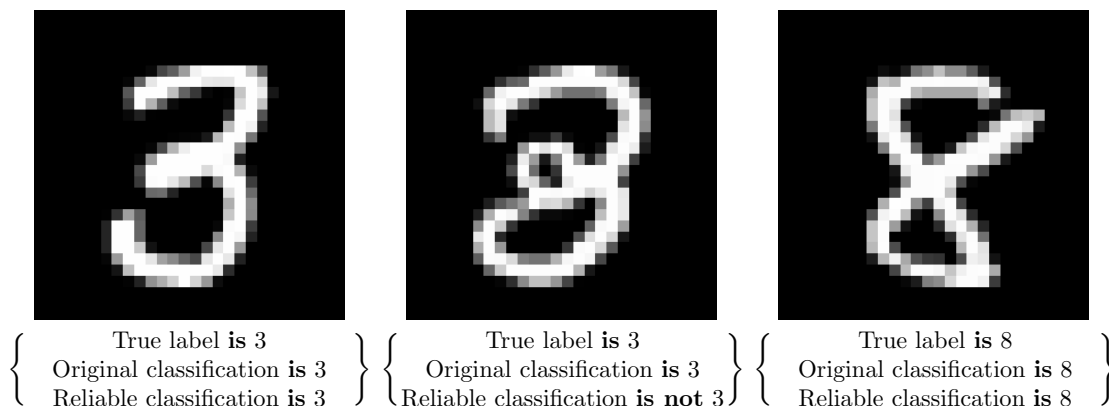 True label is 3
Original classification is 3
Reliable classification is 3
True label is 3
Original classification is 3
Reliable classification is not 3
True label is 8
Original classification is 8
Reliable classification is 8